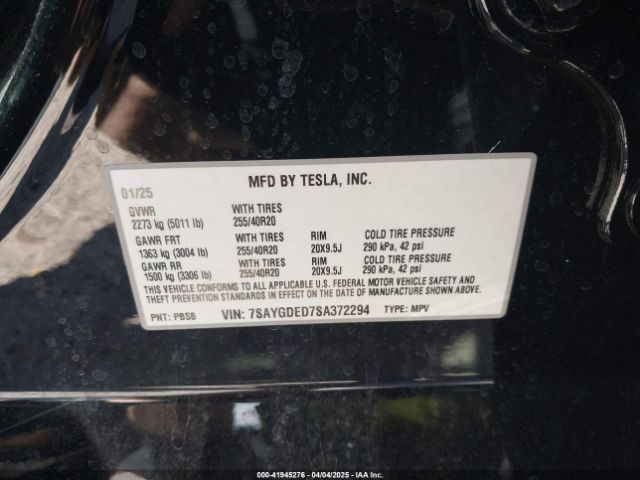 MFD BY TESLA, INC.
01/25
GVWR WITH TIRES
2273 kg (5011 lb) 255/40R20
GAWR FRT WITH TIRES RIM COLD TIRE PRESSURE
1363 kg (3004 lb) 255/40R20 20X9.5J 290 kPa, 42 psi
GAWR RR WITH TIRES RIM COLD TIRE PRESSURE
1500 kg (3306 lb) 255/40R20 20X9.5J 290 kPa, 42 psi
THIS VEHICLE CONFORMS TO ALL APPLICABLE U.S. FEDERAL MOTOR VEHICLE SAFETY AND
THEFT PREVENTION STANDARDS IN EFFECT ON THE DATE OF MANUFACTURE SHOWN ABOVE.
PNT: PBSB VIN: 7SAYGDED7SA372294 TYPE: MPV
000-41945276 - 04/04/2025 - IAA Inc.